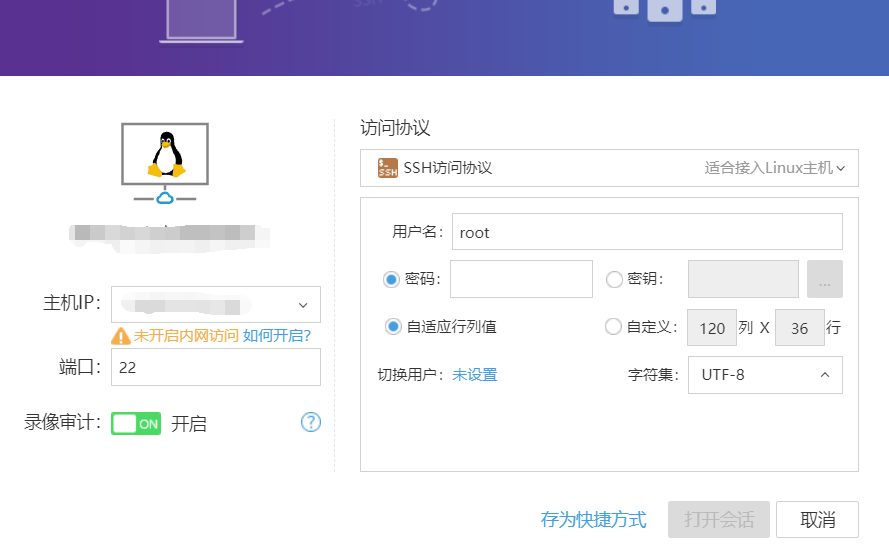 SSH
访问协议
$_
SSH
SSH访问协议 适合接入Linux主机
用户名： root
密码： 密钥： ...
主机IP：
未开启内网访问 如何开启？
自适应行列值 自定义： 120 列 X 36 行
端口： 22
切换用户： 未设置 字符集： UTF-8
录像审计： ON 开启 ?
存为快捷方式 打开会话 取消